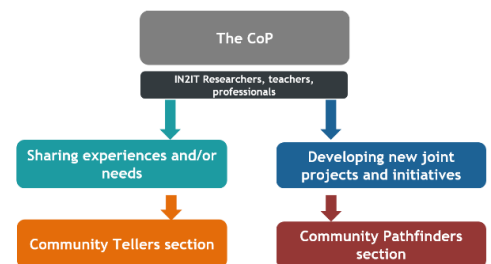 The CoP
IN2IT Researchers, teachers,
professionals
Sharing experiences and/or
needs
Developing new joint
projects and initiatives
Community Tellers section
Community Pathfinders
section